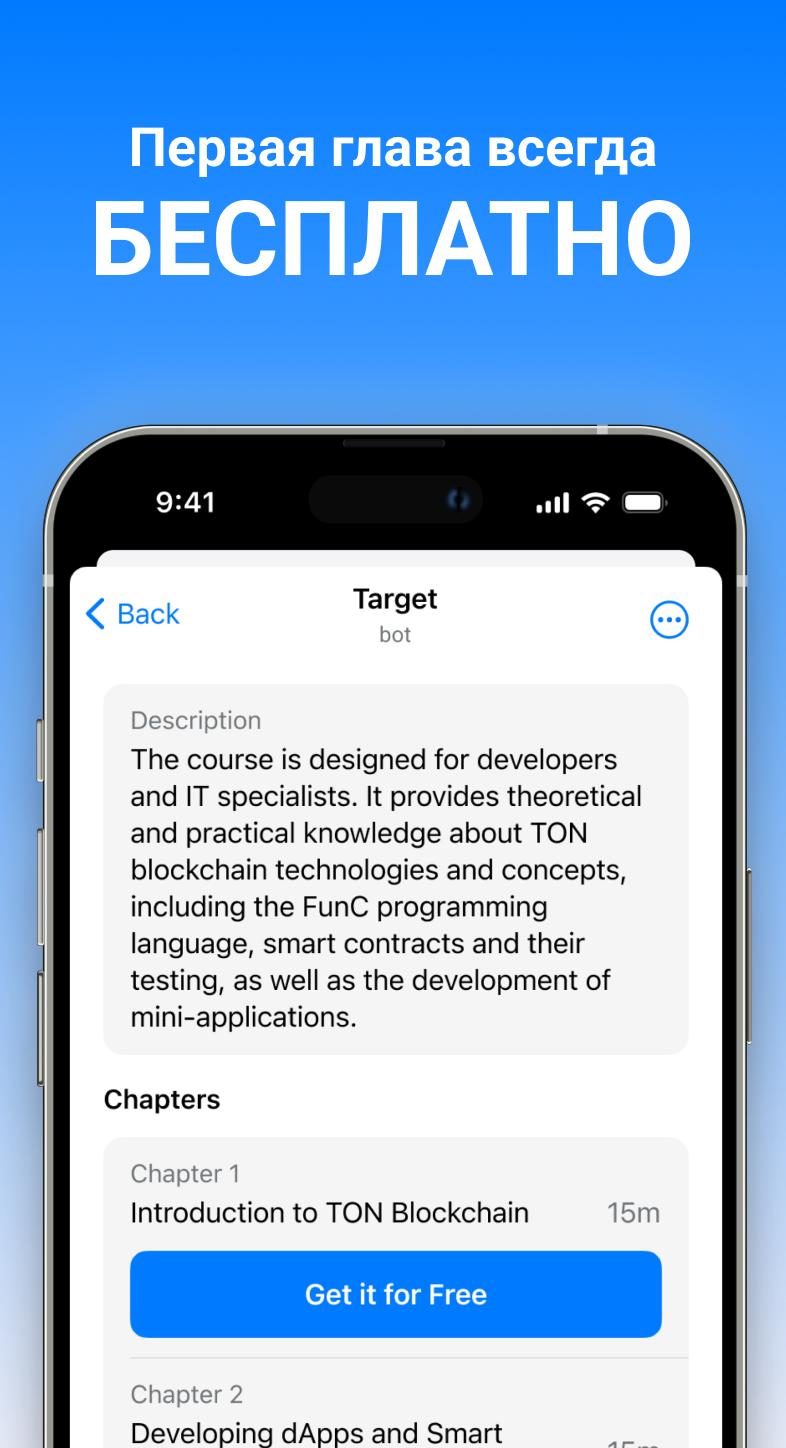 Первая глава всегда
БЕСПЛАТНО
9:41
Back
Target
bot
Description
The course is designed for developers
and IT specialists. It provides theoretical
and practical knowledge about TON
blockchain technologies and concepts,
including the FunC programming
language, smart contracts and their
testing, as well as the development of
mini-applications.
Chapters
Chapter 1
Introduction to TON Blockchain 15m
Get it for Free
Chapter 2
Developing dApps and Smart
15m